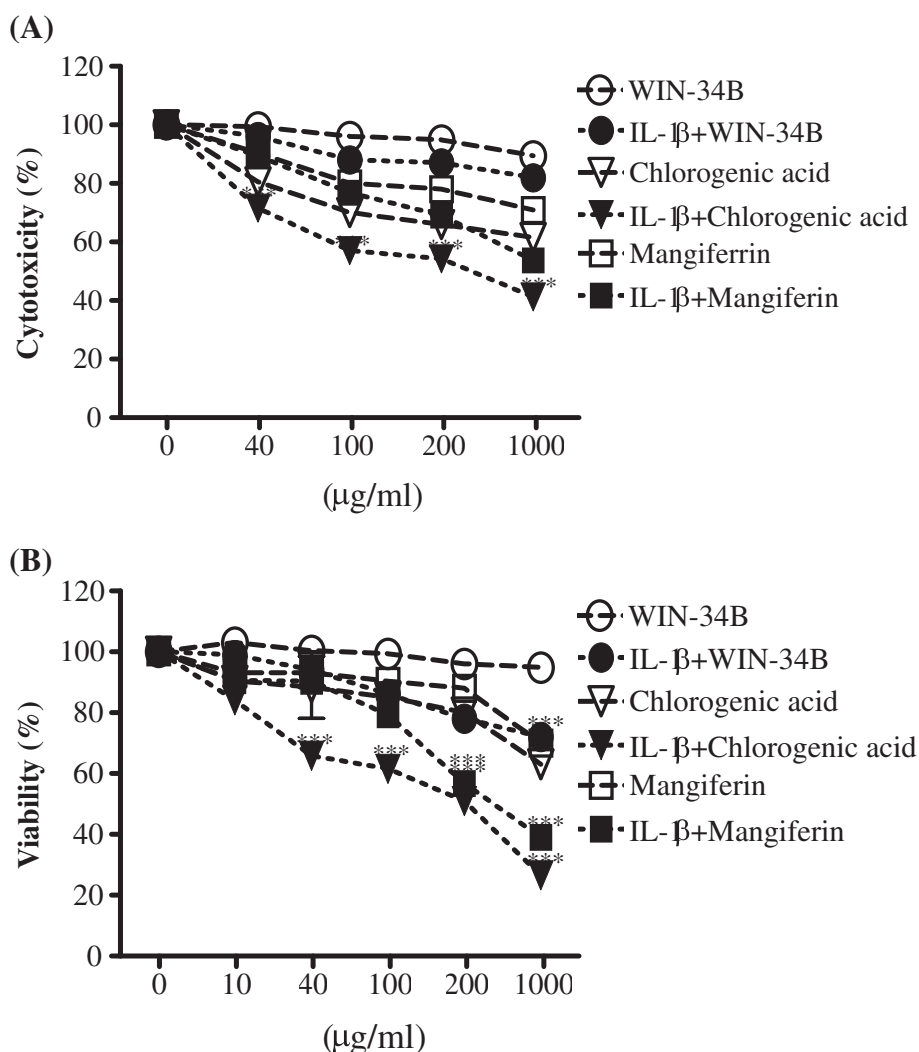 (A)
Cytotoxicity (%)
120
100
80
60
40
20
0
0 40 100 200 1000
(μg/ml)
*** *** *** ***
WIN-34B
IL-1β+WIN-34B
Chlorogenic acid
IL-1β+Chlorogenic acid
Mangiferrin
IL-1β+Mangiferin
(B)
Viability (%)
120
100
80
60
40
20
0
0 10 40 100 200 1000
(μg/ml)
***
*** *** ***
***
***
***
WIN-34B
IL-1β+WIN-34B
Chlorogenic acid
IL-1β+Chlorogenic acid
Mangiferin
IL-1β+Mangiferin